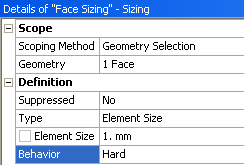 Details of "Face Sizing" - Sizing
Scope
Scoping Method Geometry Selection
Geometry 1 Face
Definition
Suppressed No
Type Element Size
Element Size 1. mm
Behavior Hard